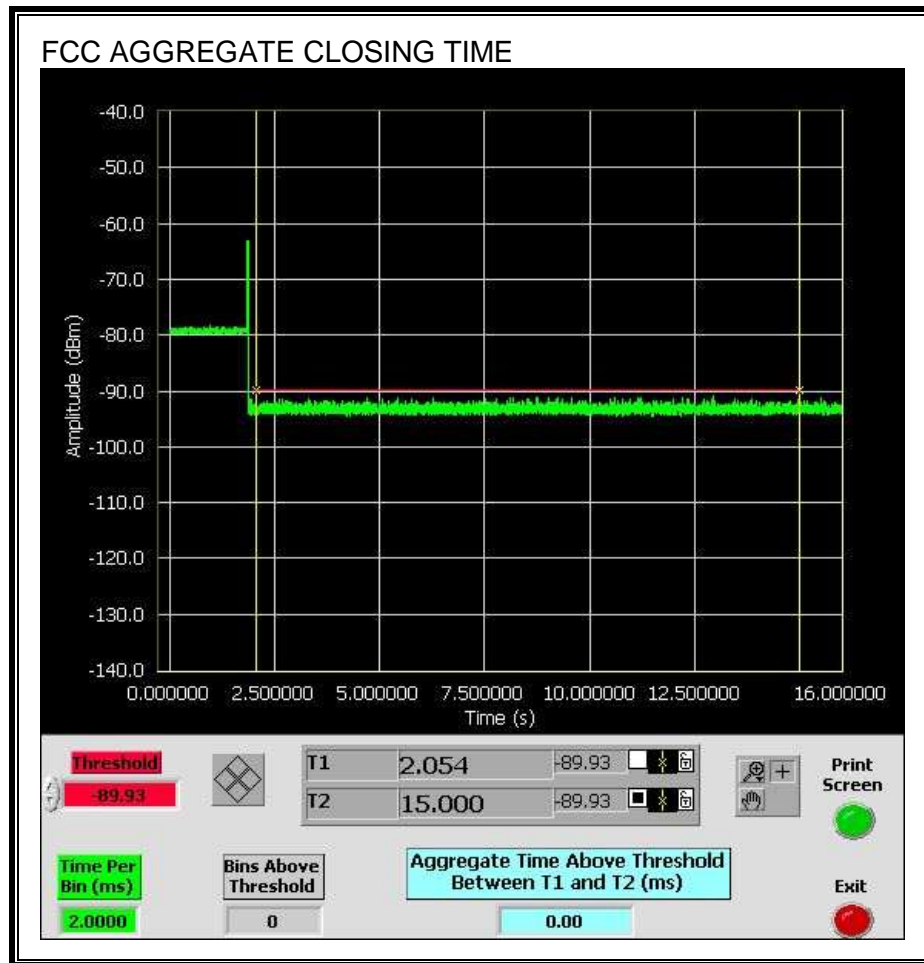 FCC AGGREGATE CLOSING TIME
-40.0
-50.0
-60.0
-70.0
-80.0
-90.0
-100.0
-110.0
-120.0
-130.0
-140.0
Amplitude (dBm)
0.000000 2.500000 5.000000 7.500000 10.000000 12.500000 16.000000
Time (s)
Threshold
-89.93
T1 2.054 -89.93
T2 15.000 -89.93
Print
Screen
Time Per
Bin (ms)
2.0000
Bins Above
Threshold
0
Aggregate Time Above Threshold
Between T1 and T2 (ms)
0.00
Exit